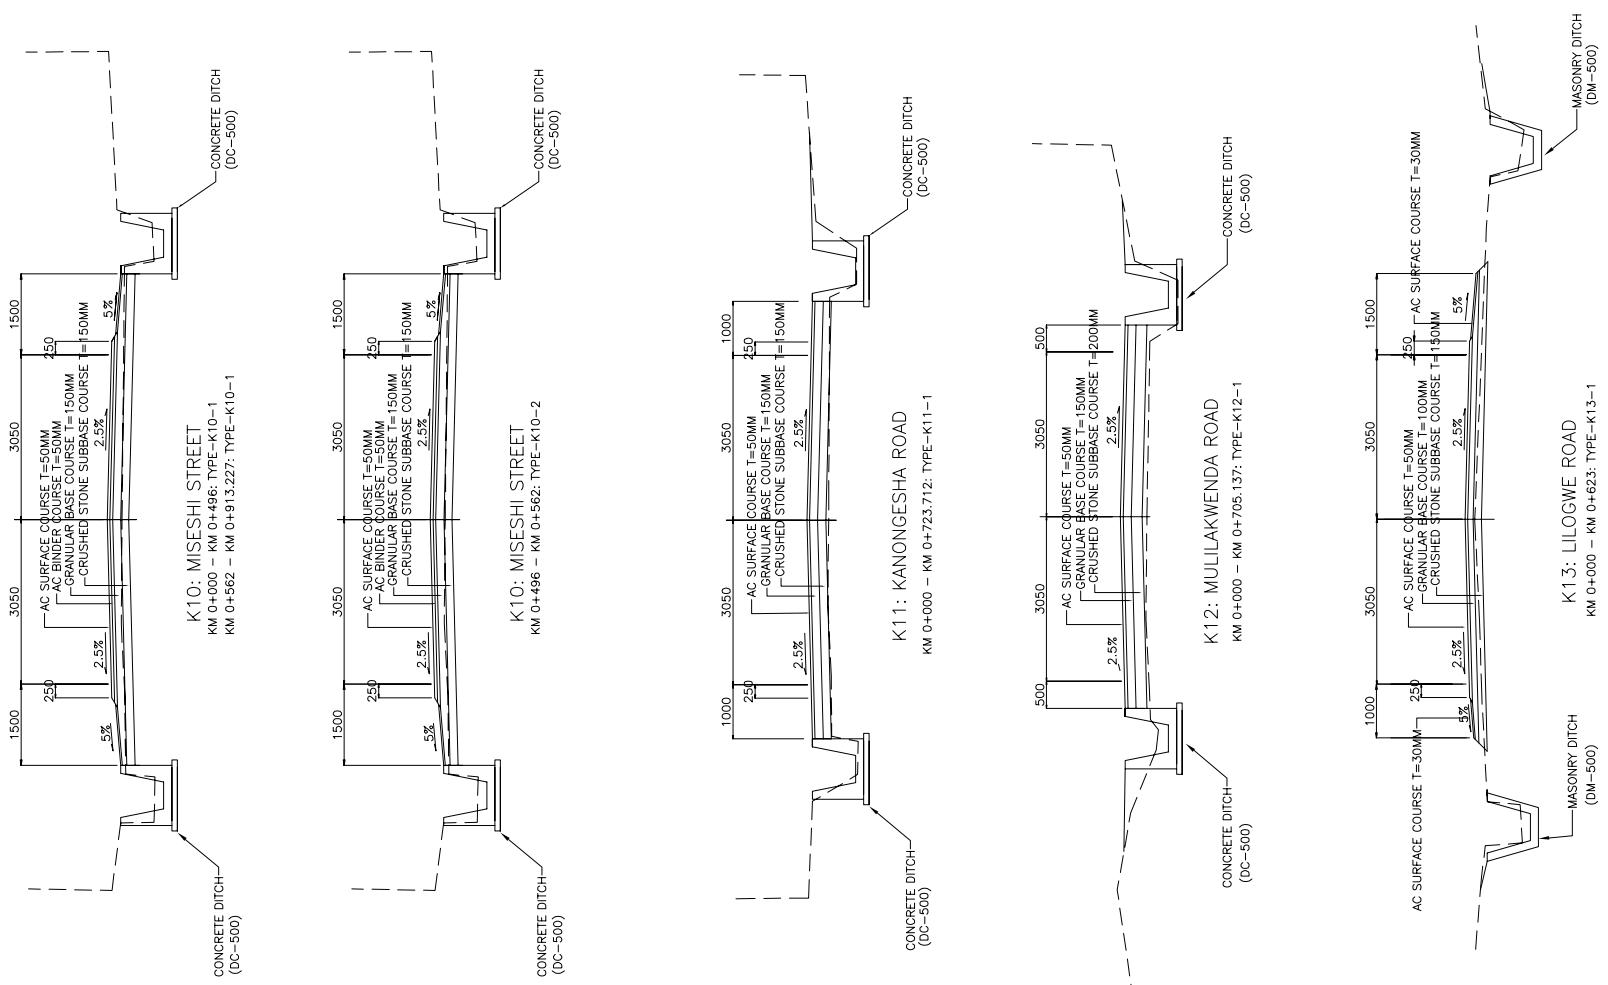 1500 3050 3050 1500
250 250
AC SURFACE COURSE T=50MM
AC BINDER COURSE T=50MM
GRANULAR BASE COURSE T=150MM
CRUSHED STONE SUBBASE COURSE T=150MM
5% 2.5% 2.5% 5%
K10: MISESHI STREET
KM 0+000 - KM 0+496: TYPE-K10-1
KM 0+562 - KM 0+913.227: TYPE-K10-1
CONCRETE DITCH
(DC-500)
CONCRETE DITCH
(DC-500)
1500 3050 3050 1500
250 250
AC SURFACE COURSE T=50MM
AC BINDER COURSE T=50MM
GRANULAR BASE COURSE T=150MM
CRUSHED STONE SUBBASE COURSE T=150MM
5% 2.5% 2.5% 5%
K10: MISESHI STREET
KM 0+496 - KM 0+562: TYPE-K10-2
CONCRETE DITCH
(DC-500)
CONCRETE DITCH
(DC-500)
1000 3050 3050 1000
250 250
AC SURFACE COURSE T=50MM
GRANULAR BASE COURSE T=150MM
CRUSHED STONE SUBBASE COURSE T=150MM
2.5% 2.5%
K11: KANONGESHA ROAD
KM 0+000 - KM 0+723.712: TYPE-K11-1
CONCRETE DITCH
(DC-500)
CONCRETE DITCH
(DC-500)
500 3050 3050 500
AC SURFACE COURSE T=50MM
GRANULAR BASE COURSE T=150MM
CRUSHED STONE SUBBASE COURSE T=200MM
2.5% 2.5%
K12: MULILAKWENDA ROAD
KM 0+000 - KM 0+705.137: TYPE-K12-1
CONCRETE DITCH
(DC-500)
CONCRETE DITCH
(DC-500)
1000 3050 3050 1500
250 250
AC SURFACE COURSE T=30MM
AC SURFACE COURSE T=50MM
GRANULAR BASE COURSE T=100MM
CRUSHED STONE SUBBASE COURSE T=150MM
AC SURFACE COURSE T=30MM
5% 2.5% 2.5% 5%
K13: LILOGWE ROAD
KM 0+000 - KM 0+623: TYPE-K13-1
MASONRY DITCH
(DM-500)
MASONRY DITCH
(DM-500)